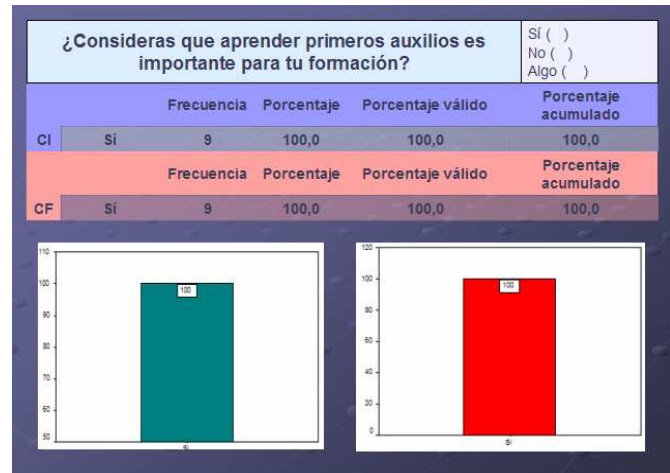 ¿Consideras que aprender primeros auxilios es
importante para tu formación?
Sí ( )
No ( )
Algo ( )
Frecuencia Porcentaje Porcentaje válido Porcentaje
acumulado
CI Sí 9 100,0 100,0 100,0
Frecuencia Porcentaje Porcentaje válido Porcentaje
acumulado
CF Sí 9 100,0 100,0 100,0
110
100
90
80
70
60
50
100
Sí
120
100
80
60
40
20
0
100
Sí